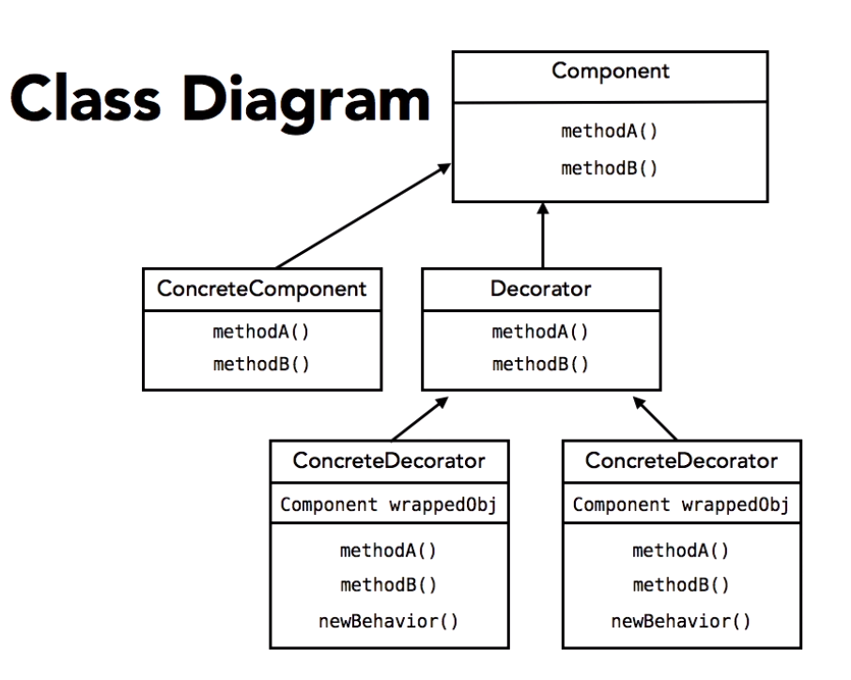 Class Diagram
Component
methodA()
methodB()
ConcreteComponent
methodA()
methodB()
Decorator
methodA()
methodB()
ConcreteDecorator
Component wrappedObj
methodA()
methodB()
newBehavior()
ConcreteDecorator
Component wrappedObj
methodA()
methodB()
newBehavior()